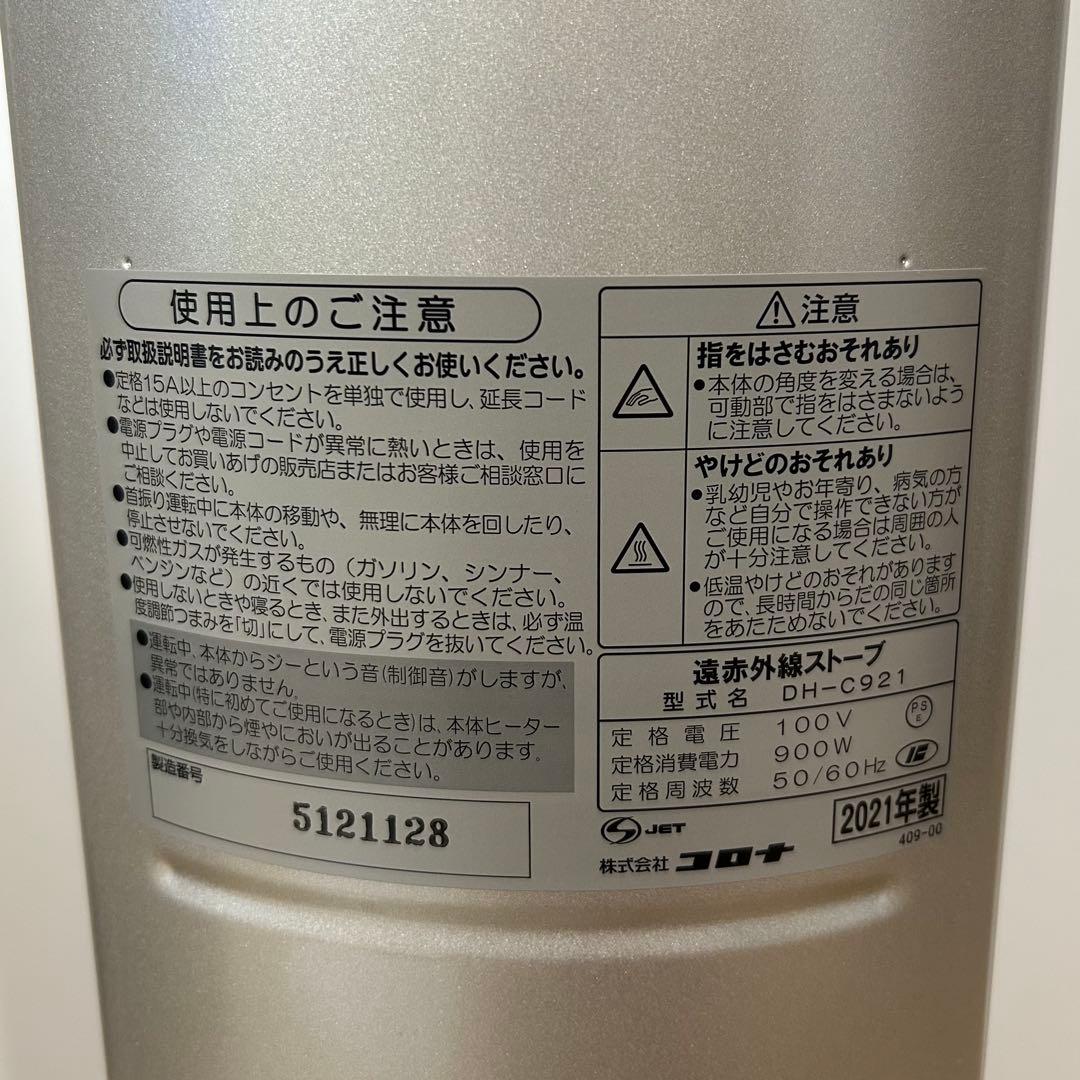 使用上のご注意
必ず取扱説明書をお読みのうえ正しくお使いください。
●定格15A以上のコンセントを単独で使用し、延長コード
などは使用しないでください。
●電源プラグや電源コードが異常に熱いときは、使用を
中止してお買いあげの販売店またはお客様ご相談窓口に
ご相談ください。
●首振り運転中に本体の移動や、無理に本体を回したり、
停止させないでください。
●可燃性ガスが発生するもの（ガソリン、シンナー、
ベンジンなど）の近くでは使用しないでください。
●使用しないときや寝るとき、また外出するときは、必ず温
度調節つまみを「切」にして、電源プラグを抜いてください。
●運転中、本体からジーという音(制御音)がしますが、
異常ではありません。
●運転中(特に初めてご使用になるとき)は、本体ヒーター
部や内部から煙やにおいが出ることがあります。
十分換気をしながらご使用ください。
製造番号
5121128
注意
指をはさむおそれあり
●本体の角度を変える場合は、
可動部で指をはさまないよう
に注意してください。
やけどのおそれあり
●乳幼児やお年寄り、病気の方
など自分で操作できない方が
ご使用になる場合は周囲の人
が十分注意してください。
●低温やけどのおそれがあります
ので、長時間からだの同じ箇所
をあたためないでください。
遠赤外線ストーブ
型式名 DH-C921
定格電圧 100V
定格消費電力 900W
定格周波数 50/60Hz
PS
E
JET
2021年製
409-00
株式会社 コロナ